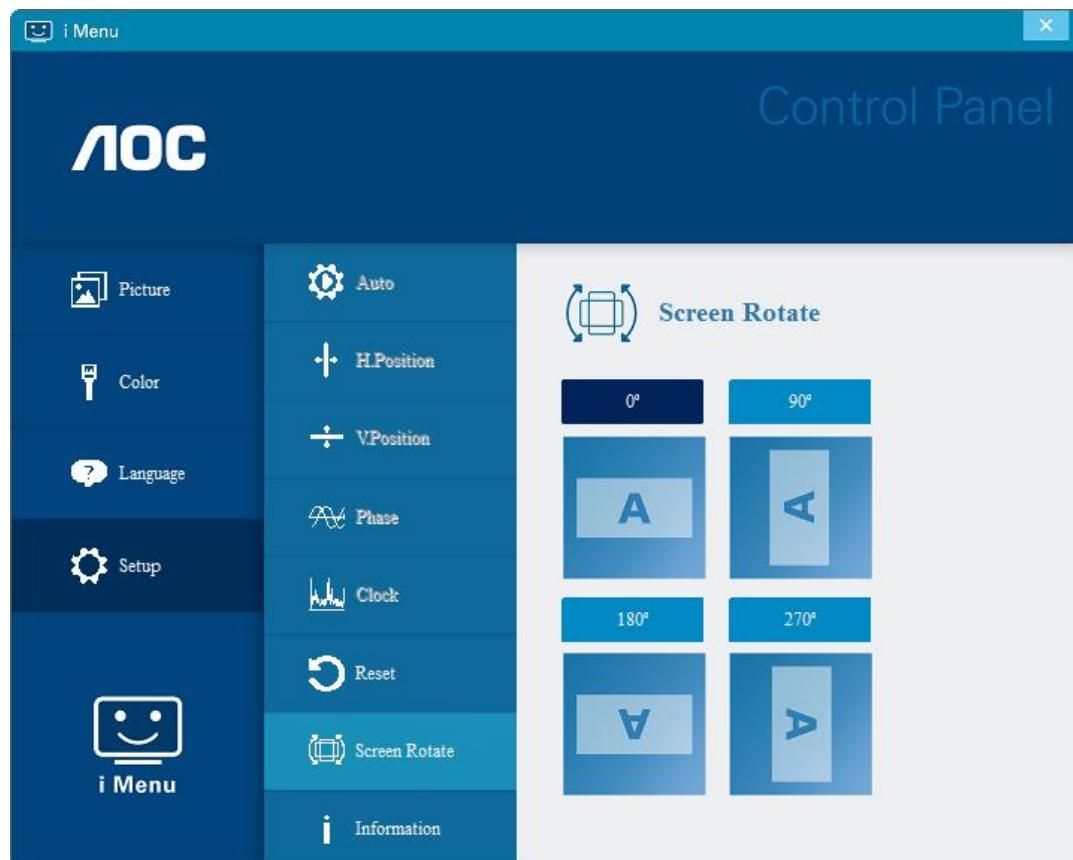 i Menu
×
AOC
Control Panel
Picture
Color
Language
Setup
i Menu
Auto
H.Position
V.Position
Phase
Clock
Reset
Screen Rotate
Information
Screen Rotate
0° 90°
A A
180° 270°
A A